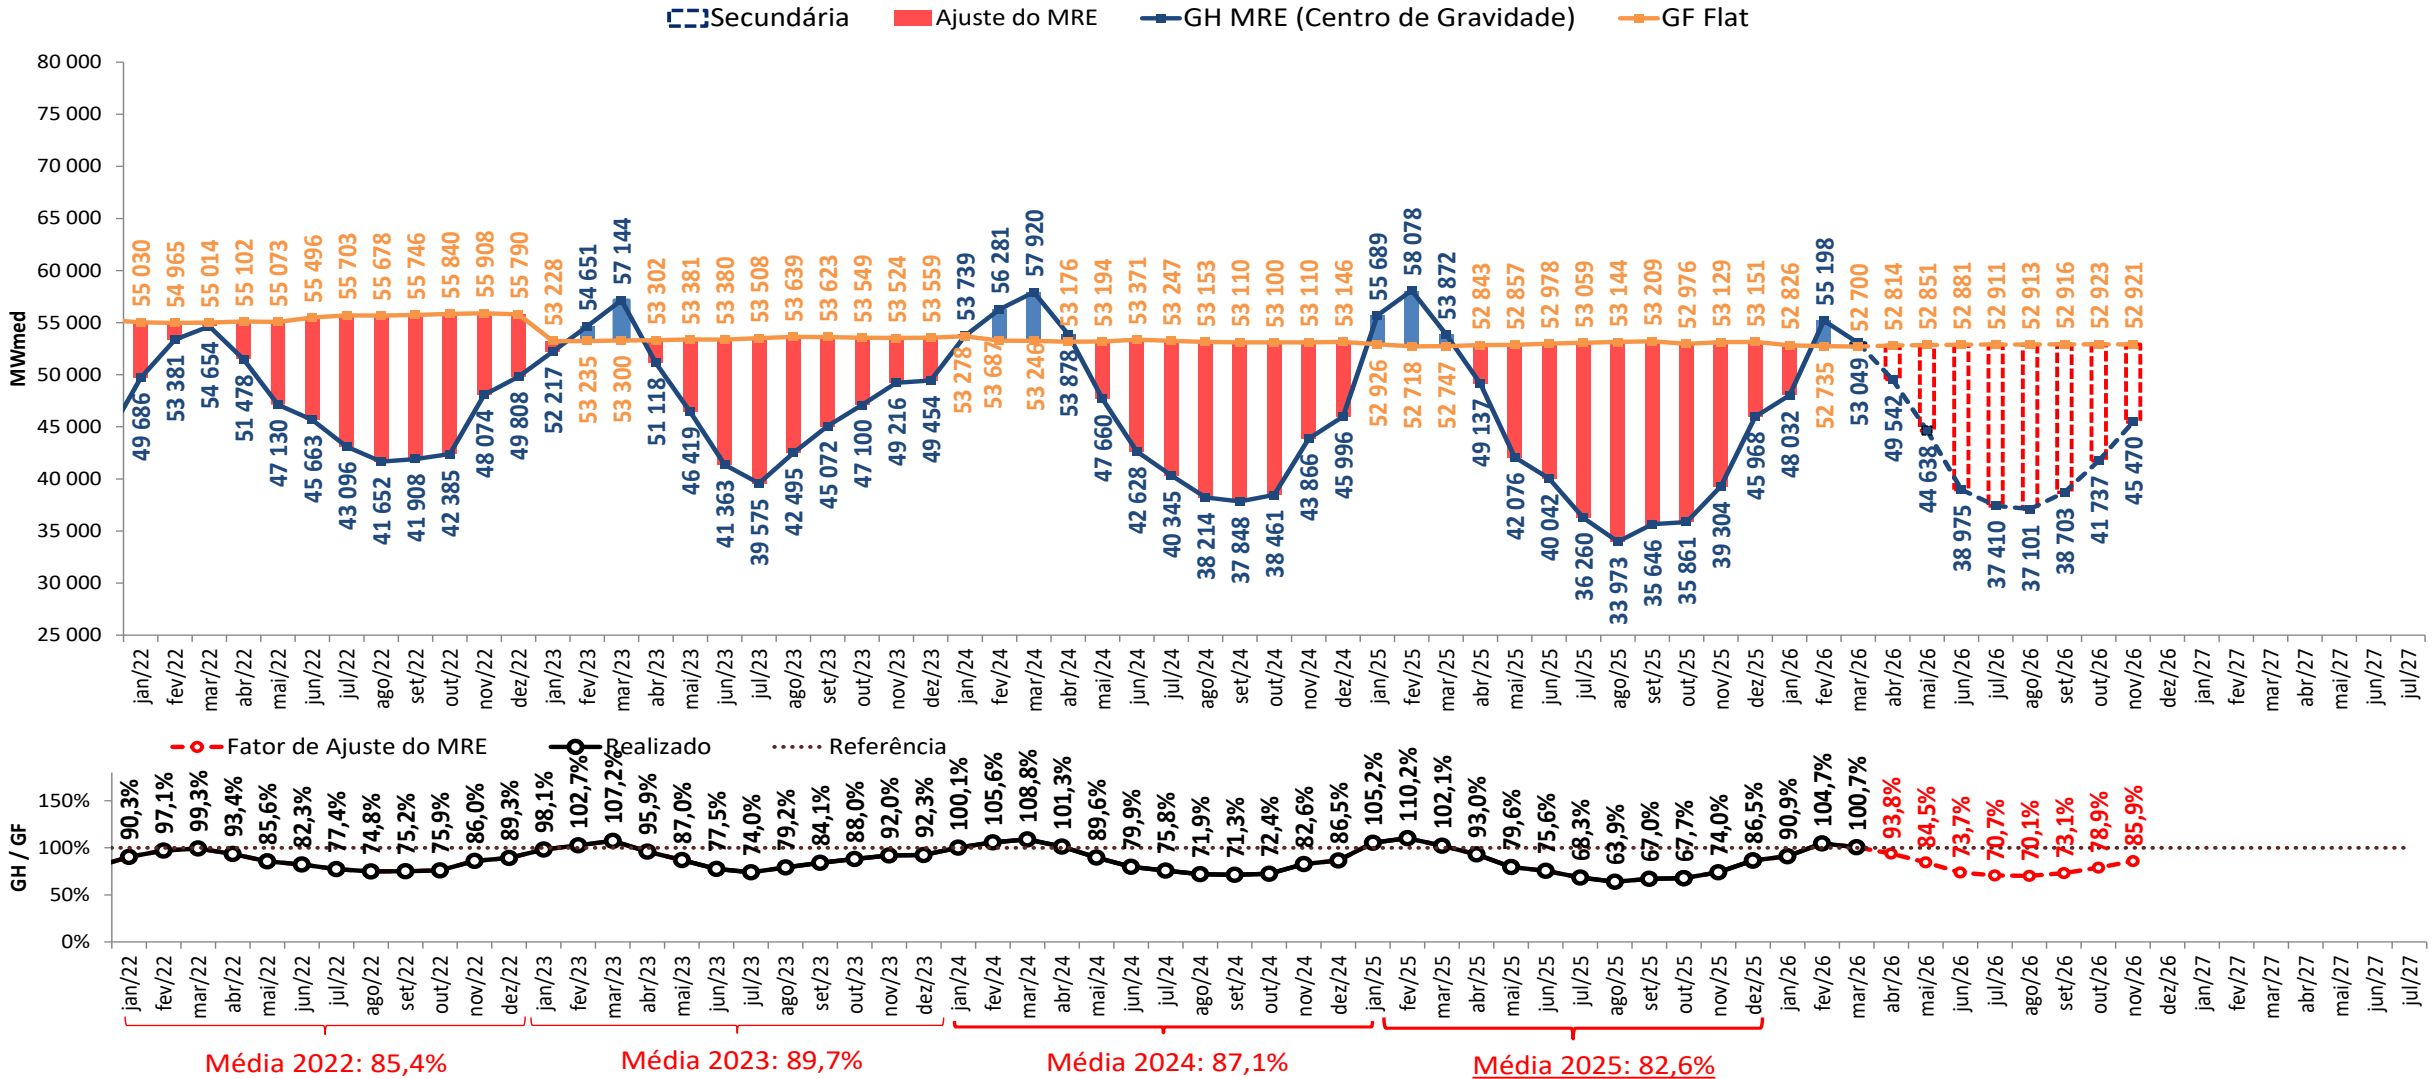 Secundária Ajuste do MRE GH MRE (Centro de Gravidade) GF Flat
MWmed
80 000
75 000
70 000
65 000
60 000
55 000
50 000
45 000
40 000
35 000
30 000
25 000
55 030 54 965 55 014 55 102 55 073 55 496 55 703 55 678 55 746 55 840 55 908 55 790 53 228 53 235 53 300 53 302 53 381 53 380 53 508 53 639 53 623 53 549 53 524 53 559 53 278 53 687 53 246 53 176 53 194 53 371 53 247 53 153 53 110 53 100 53 110 53 146 52 926 52 718 52 747 52 843 52 857 52 978 53 059 53 144 53 209 52 976 53 129 53 151 52 826 52 735 52 700 52 814 52 851 52 881 52 911 52 913 52 916 52 923 52 921
49 686 53 381 54 654 51 478 47 130 45 663 43 096 41 652 41 908 42 385 48 074 49 808 52 217 54 651 57 144 51 118 46 419 41 363 39 575 42 495 45 072 47 100 49 216 49 454 53 739 56 281 57 920 53 878 47 660 42 628 40 345 38 214 37 848 38 461 43 866 45 996 55 689 58 078 53 872 49 137 42 076 40 042 36 260 33 973 35 646 35 861 39 304 45 968 48 032 55 198 53 049 49 542 44 638 38 975 37 410 37 101 38 703 41 737 45 470
jan/22 fev/22 mar/22 abr/22 mai/22 jun/22 jul/22 ago/22 set/22 out/22 nov/22 dez/22 jan/23 fev/23 mar/23 abr/23 mai/23 jun/23 jul/23 ago/23 set/23 out/23 nov/23 dez/23 jan/24 fev/24 mar/24 abr/24 mai/24 jun/24 jul/24 ago/24 set/24 out/24 nov/24 dez/24 jan/25 fev/25 mar/25 abr/25 mai/25 jun/25 jul/25 ago/25 set/25 out/25 nov/25 dez/25 jan/26 fev/26 mar/26 abr/26 mai/26 jun/26 jul/26 ago/26 set/26 out/26 nov/26 dez/26 jan/27 fev/27 mar/27 abr/27 mai/27 jun/27 jul/27
Fator de Ajuste do MRE Realizado Referência
GH / GF
150%
100%
50%
0%
90,3% 97,1% 99,3% 93,4% 85,6% 82,3% 77,4% 74,8% 75,2% 75,9% 86,0% 89,3% 98,1% 102,7% 107,2% 95,9% 87,0% 77,5% 74,0% 79,2% 84,1% 88,0% 92,0% 92,3% 100,1% 105,6% 108,8% 101,3% 89,6% 79,9% 75,8% 71,9% 71,3% 72,4% 82,6% 86,5% 105,2% 110,2% 102,1% 93,0% 79,6% 75,6% 68,3% 63,9% 67,0% 67,7% 74,0% 86,5% 90,9% 104,7% 100,7% 93,8% 84,5% 73,7% 70,7% 70,1% 73,1% 78,9% 85,9%
jan/22 fev/22 mar/22 abr/22 mai/22 jun/22 jul/22 ago/22 set/22 out/22 nov/22 dez/22 jan/23 fev/23 mar/23 abr/23 mai/23 jun/23 jul/23 ago/23 set/23 out/23 nov/23 dez/23 jan/24 fev/24 mar/24 abr/24 mai/24 jun/24 jul/24 ago/24 set/24 out/24 nov/24 dez/24 jan/25 fev/25 mar/25 abr/25 mai/25 jun/25 jul/25 ago/25 set/25 out/25 nov/25 dez/25 jan/26 fev/26 mar/26 abr/26 mai/26 jun/26 jul/26 ago/26 set/26 out/26 nov/26 dez/26 jan/27 fev/27 mar/27 abr/27 mai/27 jun/27 jul/27
Média 2022: 85,4% Média 2023: 89,7% Média 2024: 87,1% Média 2025: 82,6%